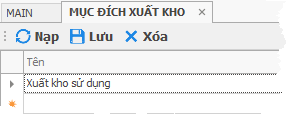 MAIN MỤC ĐÍCH XUẤT KHO ×
Nạp Lưu Xóa
Tên
Xuất kho sử dụng